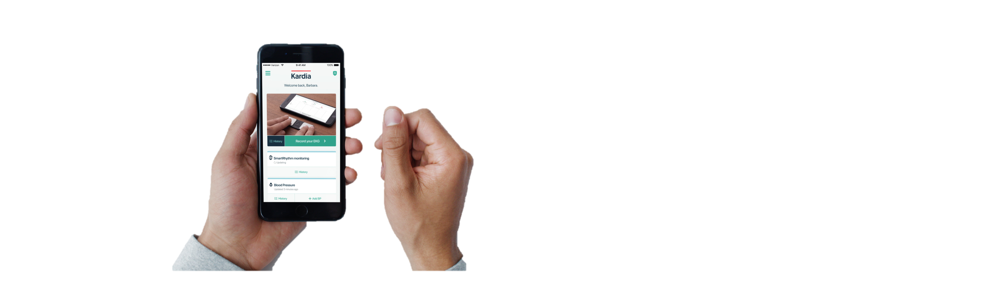 Verizon 9:41 AM 100%
Kardia
Welcome back, Barbara.
History Record your EKG
SmartRhythm monitoring
Updating
History
Blood Pressure
Updated 3 minutes ago
History + Add BP